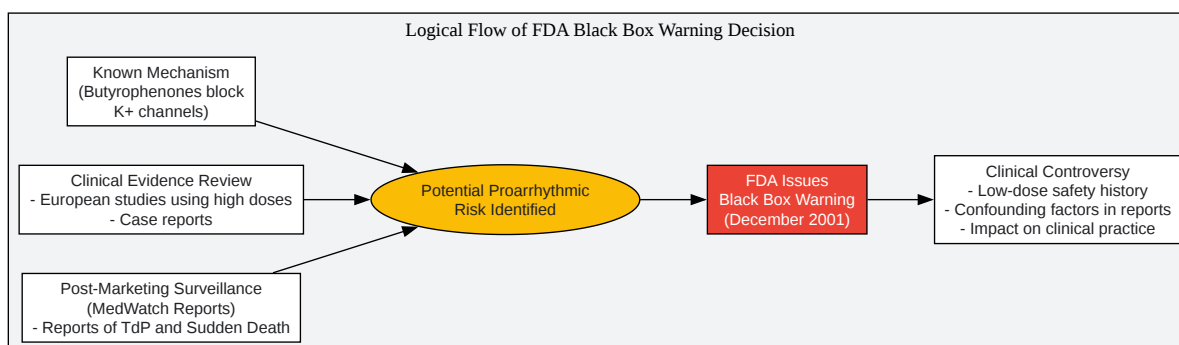 Logical Flow of FDA Black Box Warning Decision
Known Mechanism
(Butyrophenones block
K+ channels)
Clinical Evidence Review
- European studies using high doses
- Case reports
Post-Marketing Surveillance
(MedWatch Reports)
- Reports of TdP and Sudden Death
Potential Proarrhythmic
Risk Identified
FDA Issues
Black Box Warning
(December 2001)
Clinical Controversy
- Low-dose safety history
- Confounding factors in reports
- Impact on clinical practice